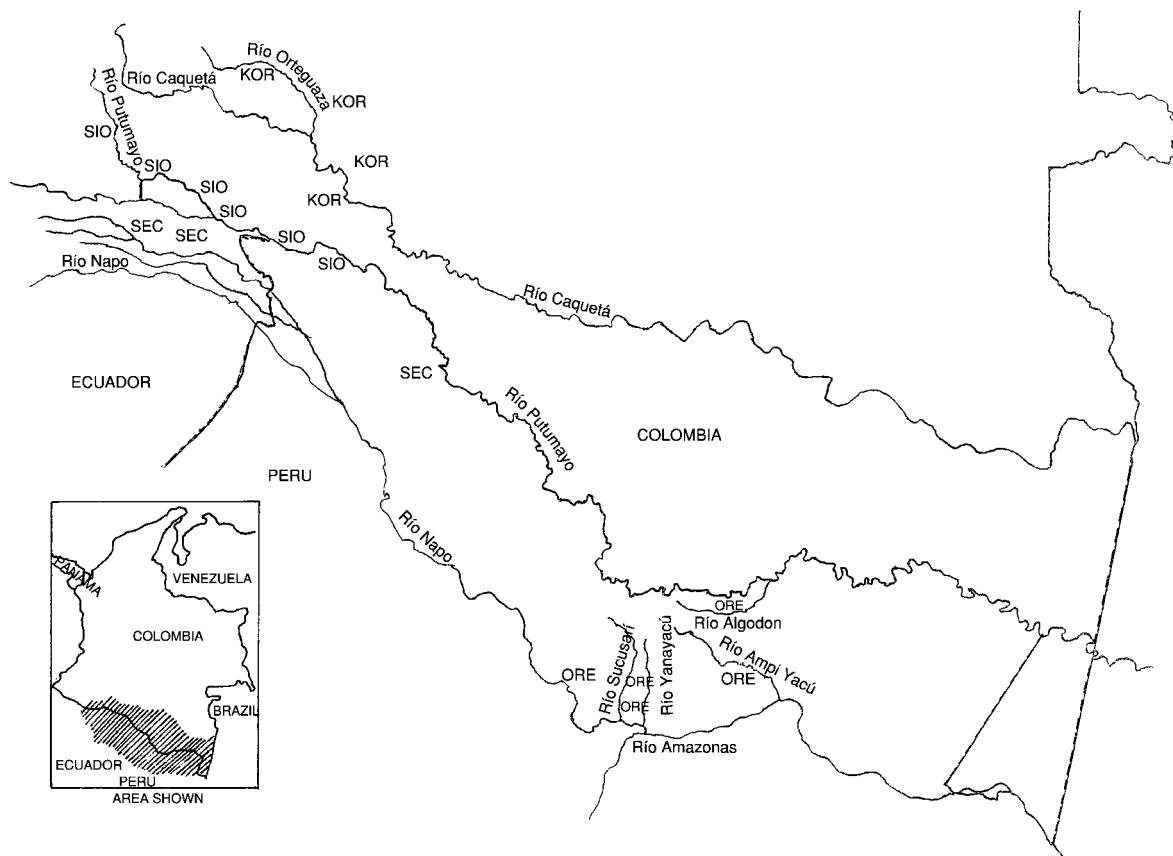 Río Orteguaza
Río Caquetá
KOR
KOR
Río Putumayo
SIO
KOR
SIO
SIO
KOR
SIO
SEC
SEC
SIO
SIO
Río Napo
Río Caquetá
ECUADOR
SEC
Río Putumayo
COLOMBIA
PERU
Río Napo
ORE
Río Algodon
Río Sucusarí
Río Yanayacú
Río Ampi Yacú
ORE
ORE
ORE
ORE
Río Amazonas
PANAMA
VENEZUELA
COLOMBIA
BRAZIL
ECUADOR
PERU
AREA SHOWN